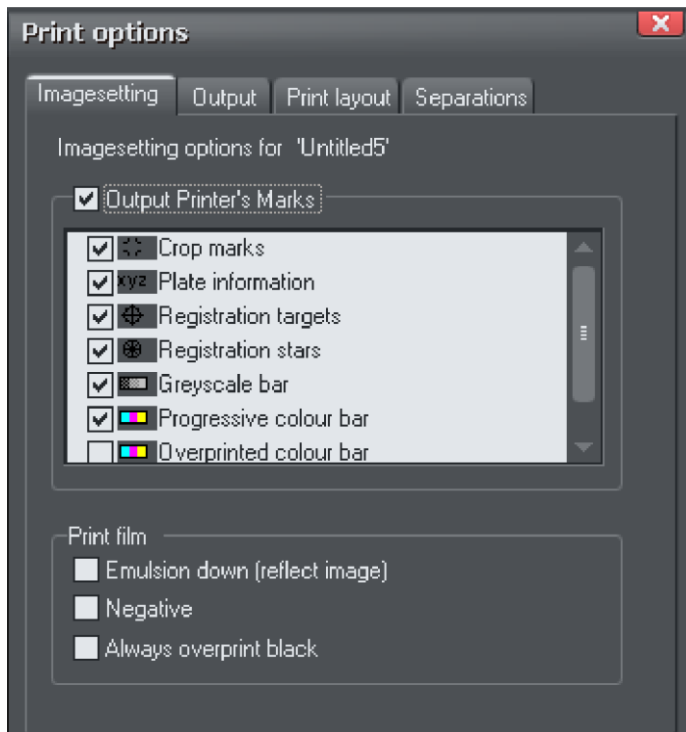 Print options
Imagesetting Output Print layout Separations
Imagesetting options for 'Untitled5'
Output Printer's Marks
Crop marks
xyz Plate information
Registration targets
Registration stars
Greyscale bar
Progressive colour bar
Overprinted colour bar
Print film
Emulsion down (reflect image)
Negative
Always overprint black